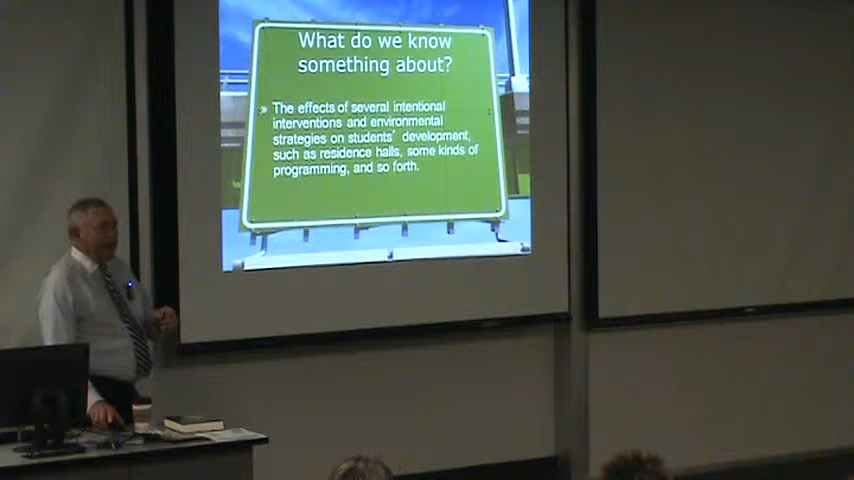 What do we know
something about?
The effects of several intentional
interventions and environmental
strategies on students' development,
such as residence halls, some kinds of
programming, and so forth.